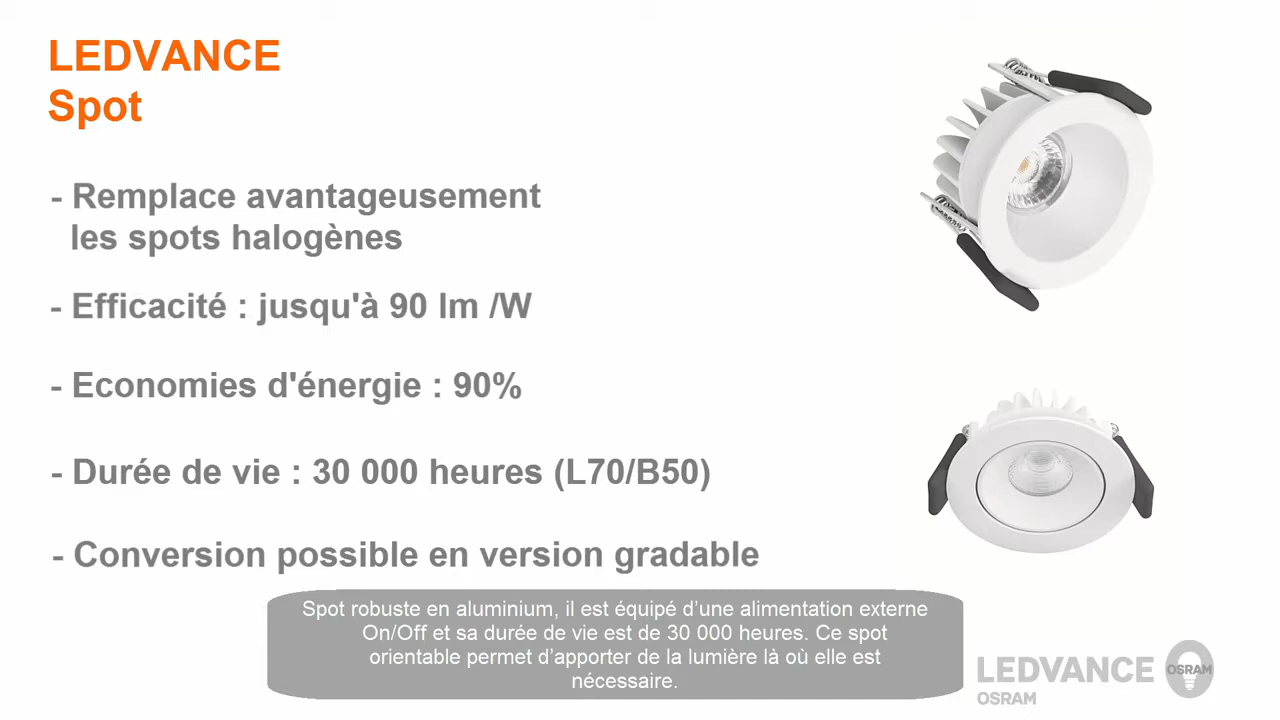 LEDVANCE
Spot
- Remplace avantageusement
les spots halogènes
- Efficacité : jusqu'à 90 lm /W
- Economies d'énergie : 90%
- Durée de vie : 30 000 heures (L70/B50)
- Conversion possible en version gradable
Spot robuste en aluminium, il est équipé d’une alimentation externe
On/Off et sa durée de vie est de 30 000 heures. Ce spot
orientable permet d’apporter de la lumière là où elle est
nécessaire.
LEDVANCE
OSRAM
OSRAM